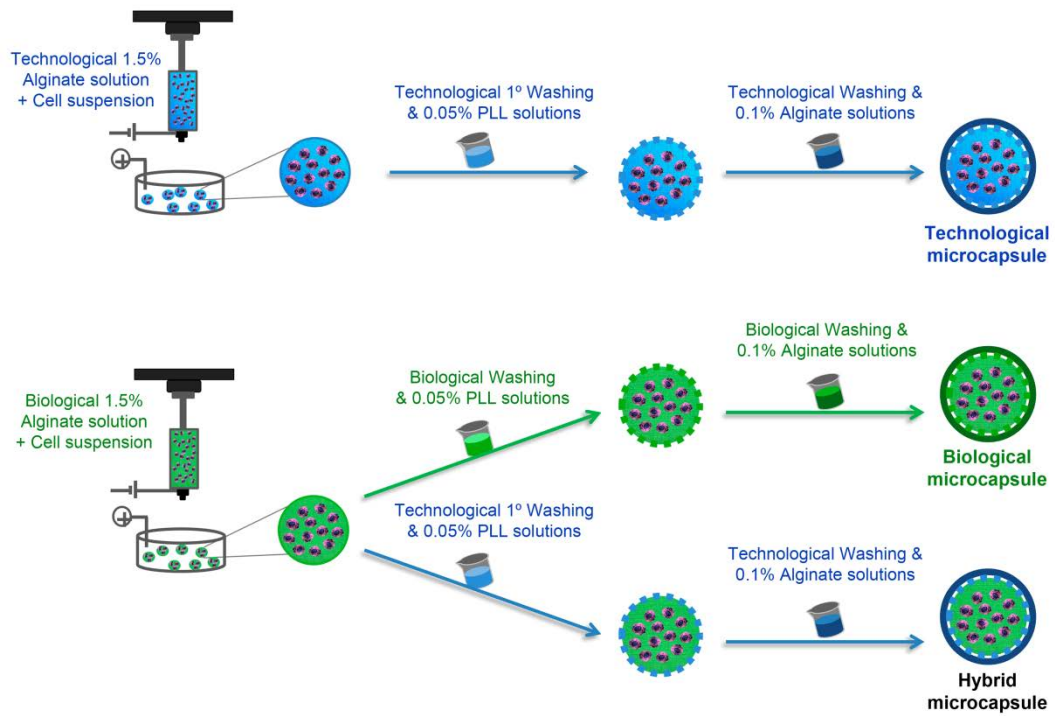 Technological 1.5%
Alginate solution
+ Cell suspension
Technological 1º Washing
& 0.05% PLL solutions
Technological Washing &
0.1% Alginate solutions
Technological
microcapsule
Biological 1.5%
Alginate solution
+ Cell suspension
Biological Washing
& 0.05% PLL solutions
Biological Washing &
0.1% Alginate solutions
Biological
microcapsule
Technological 1º Washing
& 0.05% PLL solutions
Technological Washing &
0.1% Alginate solutions
Hybrid
microcapsule